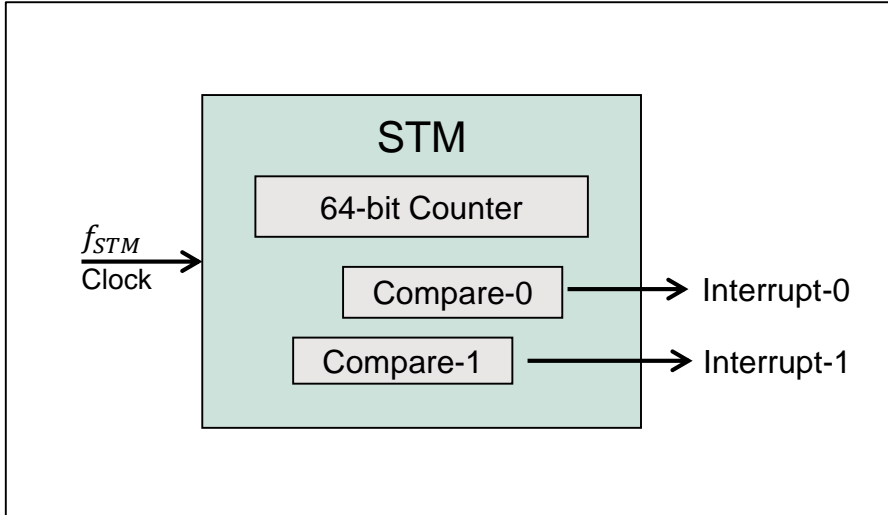 STM
64-bit Counter
f_STM
Clock
Compare-0
Interrupt-0
Compare-1
Interrupt-1